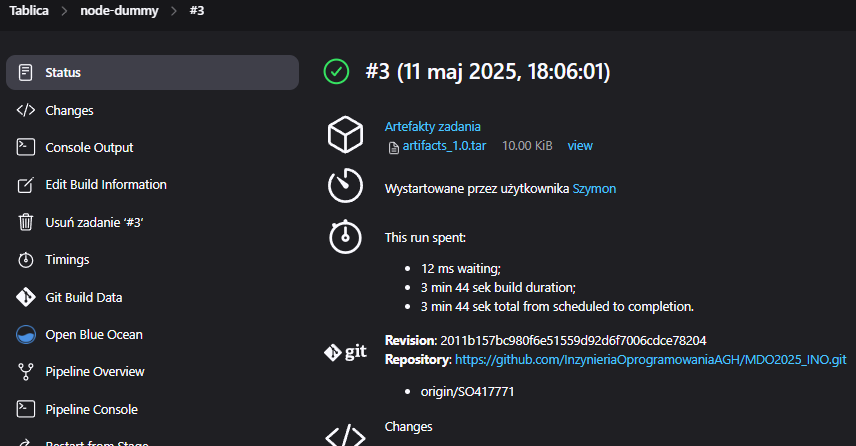 Tablica > node-dummy > #3
Status
Changes
Console Output
Edit Build Information
Usuń zadanie ‘#3’
Timings
Git Build Data
Open Blue Ocean
Pipeline Overview
Pipeline Console
Restart from Stage
#3 (11 maj 2025, 18:06:01)
Artefakty zadania
artifacts_1.0.tar 10.00 KiB view
Wystartowane przez użytkownika Szymon
This run spent:
• 12 ms waiting;
• 3 min 44 sek build duration;
• 3 min 44 sek total from scheduled to completion.
git
Revision: 2011b157bc980f6e51559d92d6f7006cdce78204
Repository: https://github.com/InzynieriaOprogramowaniaAGH/MDO2025_INO.git
• origin/SO417771
Changes